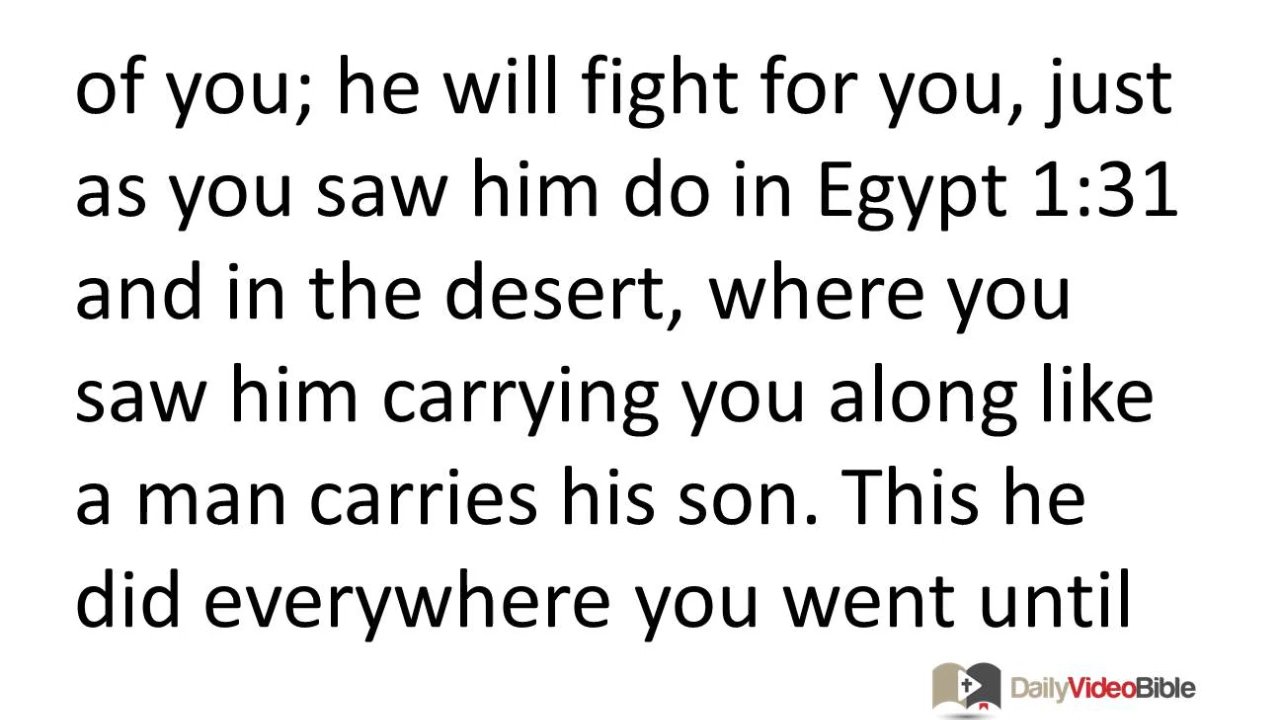 of you; he will fight for you, just
as you saw him do in Egypt 1:31
and in the desert, where you
saw him carrying you along like
a man carries his son. This he
did everywhere you went until
DailyVideoBible